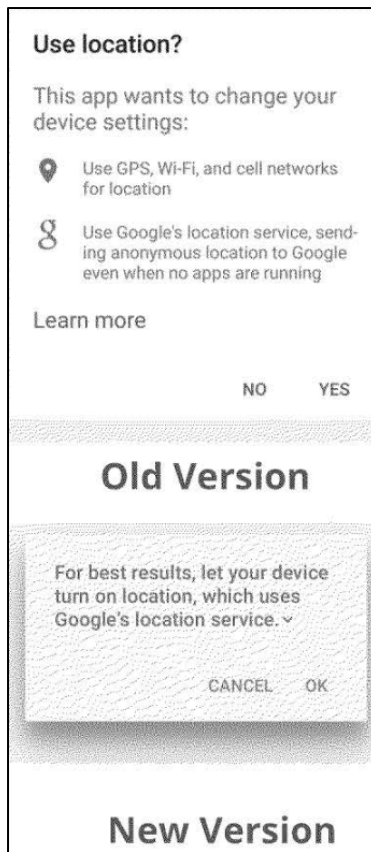 Use location?
This app wants to change your
device settings:
Use GPS, Wi-Fi, and cell networks
for location
g
Use Google's location service, send-
ing anonymous location to Google
even when no apps are running
Learn more
NO YES
Old Version
For best results, let your device
turn on location, which uses
Google's location service.
CANCEL OK
New Version